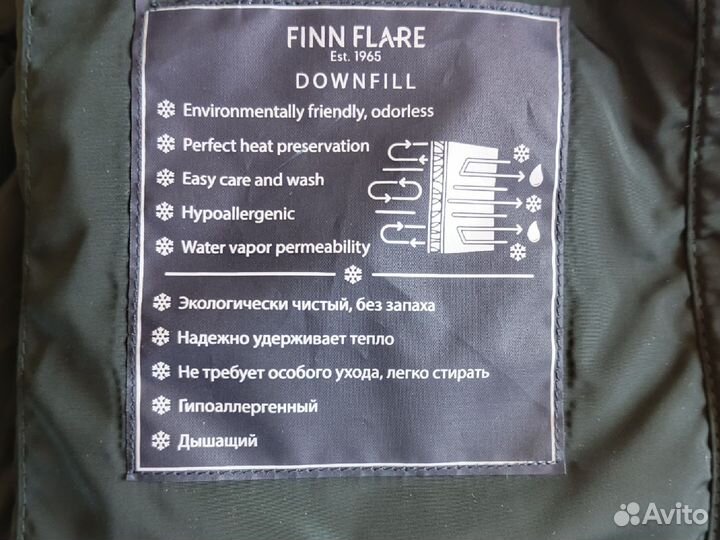 FINN FLARE
Est. 1965
DOWNFILL
Environmentally friendly, odorless
Perfect heat preservation
Easy care and wash
Hypoallergenic
Water vapor permeability
Экологически чистый, без запаха
Надежно удерживает тепло
Не требует особого ухода, легко стирать
Гипоаллергенный
Дышащий
Avito